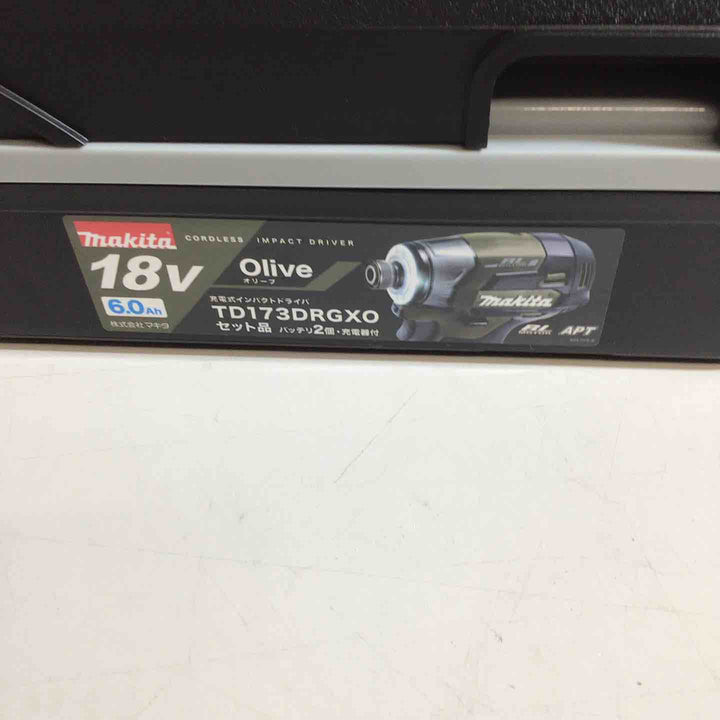 makita
CORDLESS IMPACT DRIVER
18V
Olive
オリーブ
6.0Ah
充電式インパクトドライバ
TD173DRGXO
株式会社マキタ
セット品 バッテリ2個・充電器付
makita
BL
APT